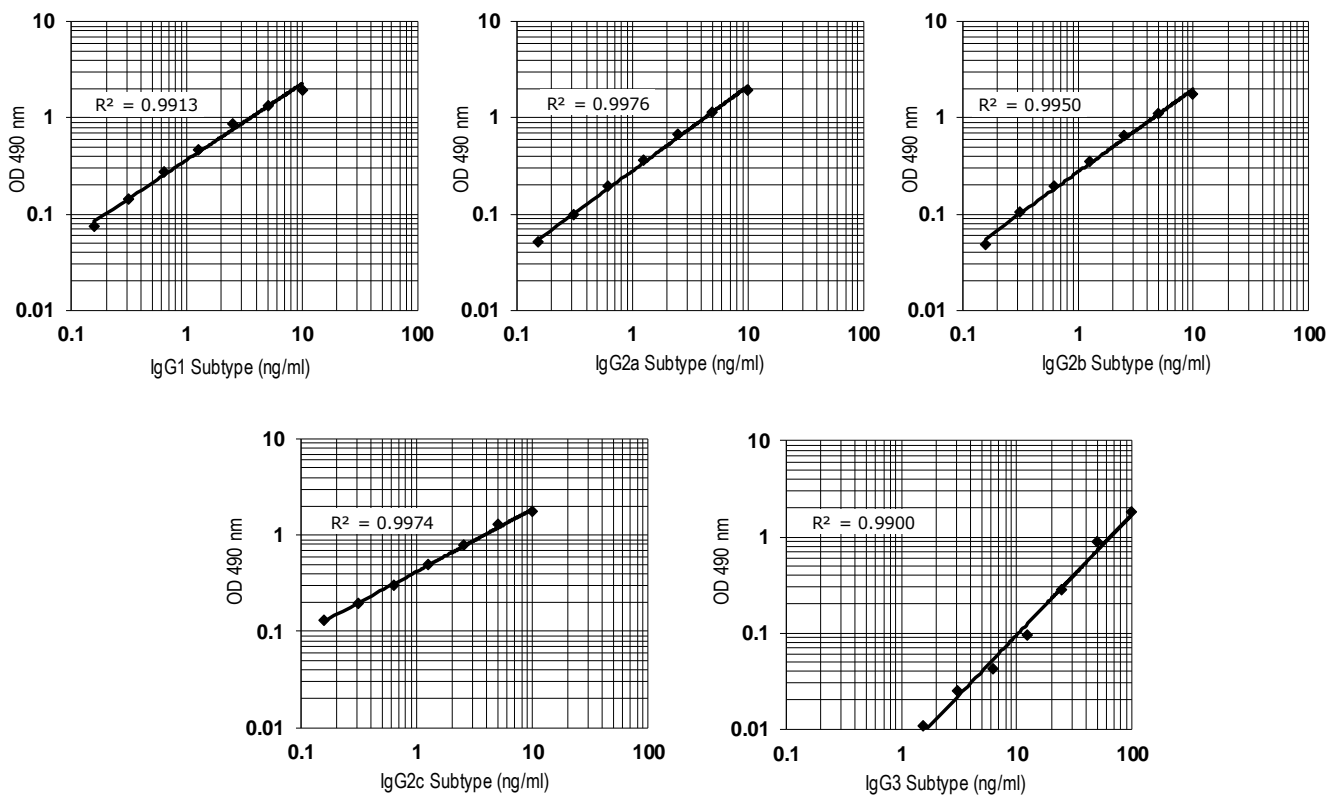 10
1
0.1
0.01
OD 490 nm
R² = 0.9913
0.1 1 10 100
IgG1 Subtype (ng/ml)
10
1
0.1
0.01
OD 490 nm
R² = 0.9976
0.1 1 10 100
IgG2a Subtype (ng/ml)
10
1
0.1
0.01
OD 490 nm
R² = 0.9950
0.1 1 10 100
IgG2b Subtype (ng/ml)
10
1
0.1
0.01
OD 490 nm
R² = 0.9974
0.1 1 10 100
IgG2c Subtype (ng/ml)
10
1
0.1
0.01
OD 490 nm
R² = 0.9900
0.1 1 10 100
IgG3 Subtype (ng/ml)